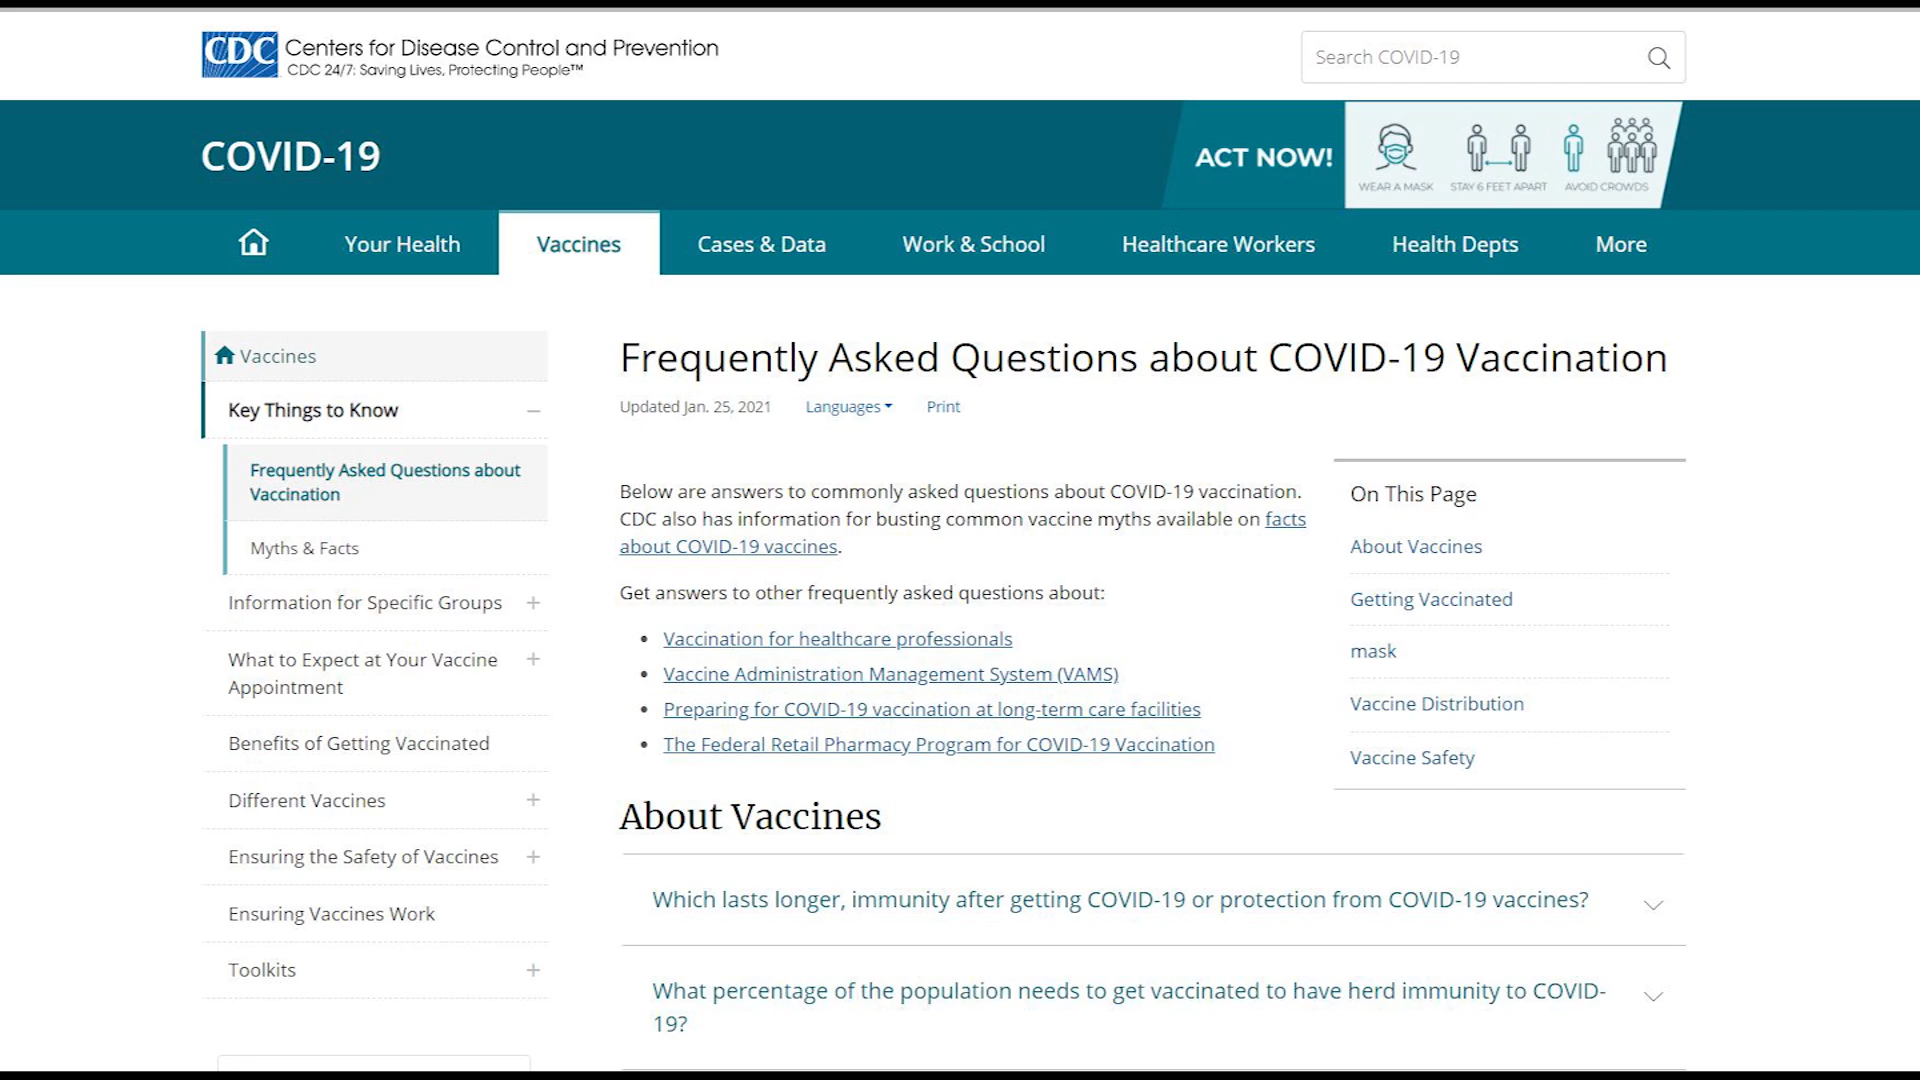 CDC Centers for Disease Control and Prevention
CDC 24/7: Saving Lives, Protecting People™
Search COVID-19
COVID-19
ACT NOW!
WEAR A MASK STAY 6 FEET APART AVOID CROWDS
Your Health Vaccines Cases & Data Work & School Healthcare Workers Health Depts More
Vaccines
Key Things to Know
Frequently Asked Questions about
Vaccination
Myths & Facts
Information for Specific Groups
What to Expect at Your Vaccine
Appointment
Benefits of Getting Vaccinated
Different Vaccines
Ensuring the Safety of Vaccines
Ensuring Vaccines Work
Toolkits
Frequently Asked Questions about COVID-19 Vaccination
Updated Jan. 25, 2021 Languages Print
Below are answers to commonly asked questions about COVID-19 vaccination.
CDC also has information for busting common vaccine myths available on facts
about COVID-19 vaccines.
Get answers to other frequently asked questions about:
• Vaccination for healthcare professionals
• Vaccine Administration Management System (VAMS)
• Preparing for COVID-19 vaccination at long-term care facilities
• The Federal Retail Pharmacy Program for COVID-19 Vaccination
On This Page
About Vaccines
Getting Vaccinated
mask
Vaccine Distribution
Vaccine Safety
About Vaccines
Which lasts longer, immunity after getting COVID-19 or protection from COVID-19 vaccines?
What percentage of the population needs to get vaccinated to have herd immunity to COVID-
19?